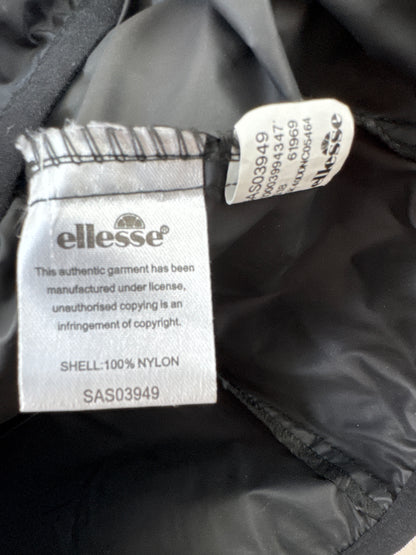 ellesse®
This authentic garment has been
manufactured under license,
unauthorised copying is an
infringement of copyright.
SHELL:100% NYLON
SAS03949
ellesse
61969